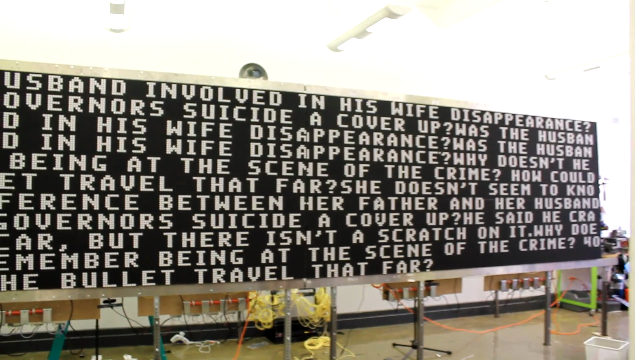 USBAND INVOLVED IN HIS WIFE DISAPPEARANCE?
OVERNORS SUICIDE A COVER UP?WAS THE HUSBAN
D IN HIS WIFE DISAPPEARANCE?WAS THE HUSBAN
D IN HIS WIFE DISAPPEARANCE?WHY DOESN'T HE
BEING AT THE SCENE OF THE CRIME? HOW COULD
ET TRAVEL THAT FAR?SHE DOESN'T SEEM TO KNO
FERENCE BETWEEN HER FATHER AND HER HUSBAND
GOVERNORS SUICIDE A COVER UP?HE SAID HE CRA
EAR, BUT THERE ISN'T A SCRATCH ON IT.WHY DOE
EMEMBER BEING AT THE SCENE OF THE CRIME? HO
HE BULLET TRAVEL THAT FAR?